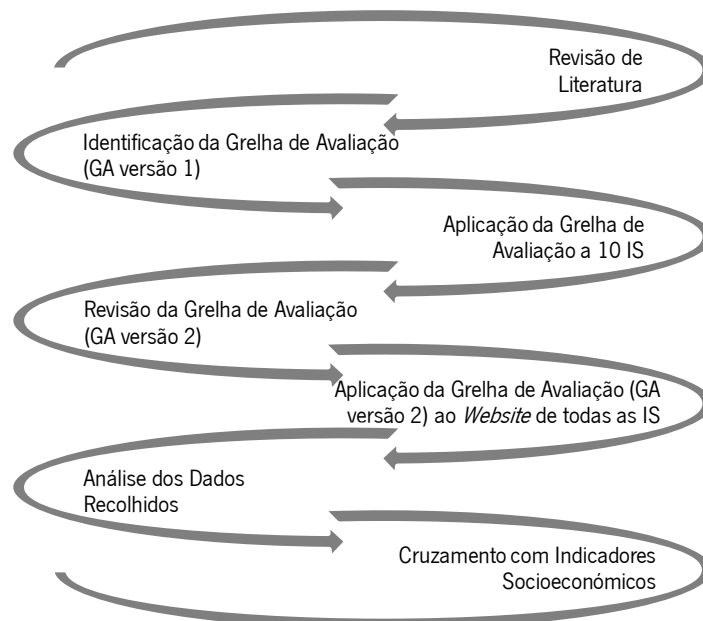 Revisão de
Literatura
Identificação da Grelha de Avaliação
(GA versão 1)
Aplicação da Grelha de
Avaliação a 10 IS
Revisão da Grelha de Avaliação
(GA versão 2)
Aplicação da Grelha de Avaliação (GA
versão 2) ao Website de todas as IS
Análise dos Dados
Recolhidos
Cruzamento com Indicadores
Socioeconómicos